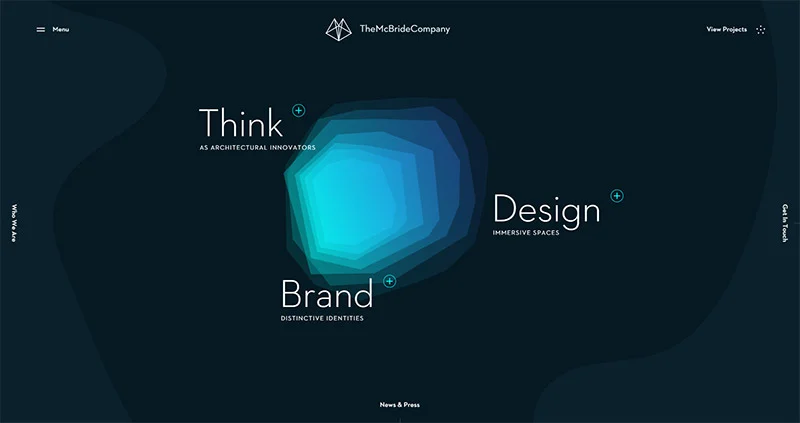 Menu
TheMcBrideCompany
View Projects
Think
AS ARCHITECTURAL INNOVATORS
Who We Are
Design
IMMERSIVE SPACES
Get In Touch
Brand
DISTINCTIVE IDENTITIES
News & Press